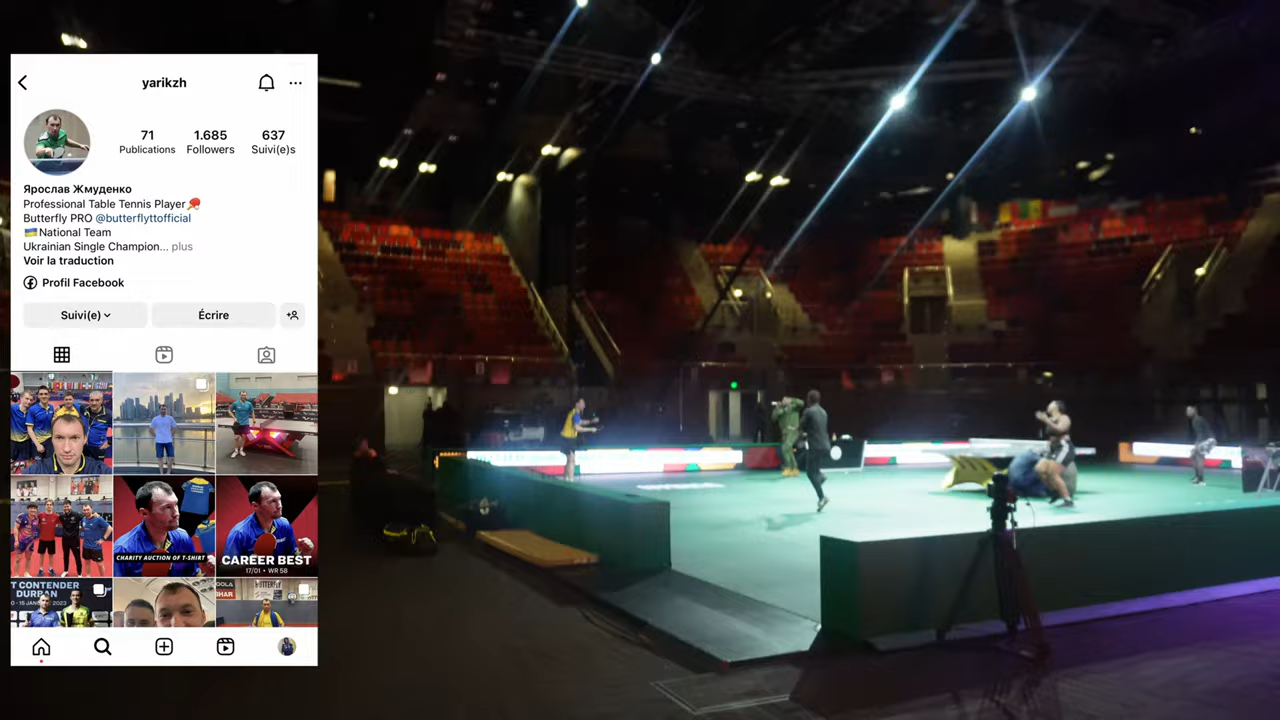 yarikzh
71
1.685
637
Publications
Followers
Suivi(e)s
Ярослав Жмуденко
Professional Table Tennis Player🏓
Butterfly PRO @butterflyttofficial
🇺🇦National Team
Ukrainian Single Champion... plus
Voir la traduction
Profil Facebook
Suivi(e)
Écrire
CHARITY AUCTION OF T-SHIRT
CAREER BEST
17/01 • WR 58
T CONTENDER
DURBAN
BUTTERFLY